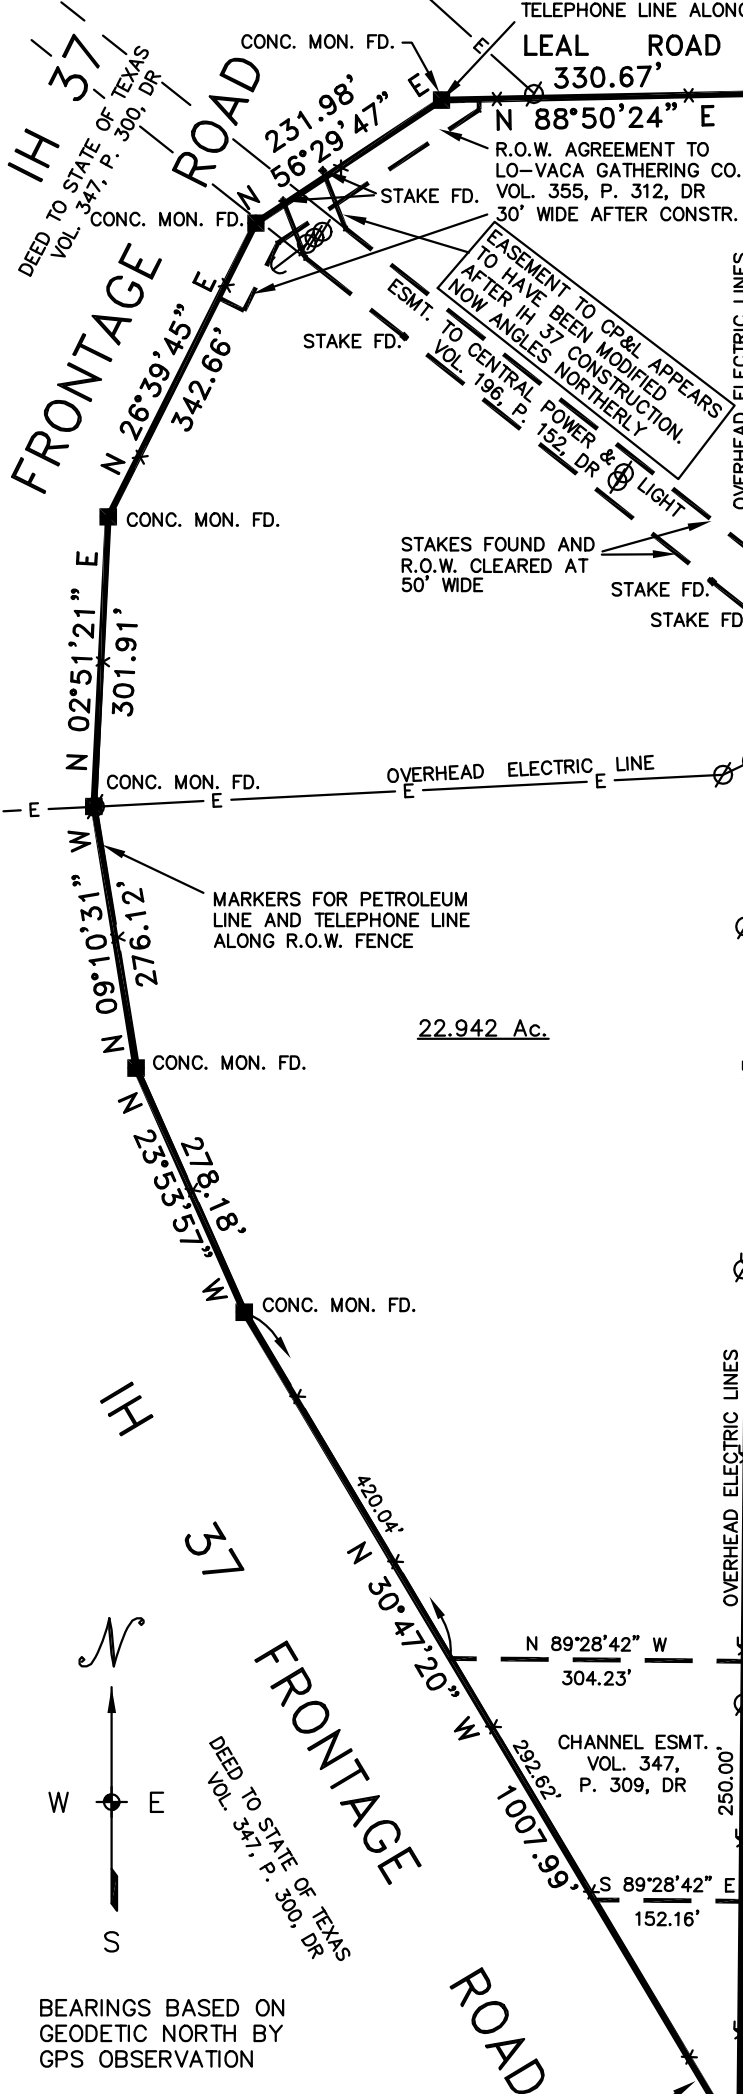 TELEPHONE LINE ALONG
CONC. MON. FD.
E
LEAL ROAD
330.67'
N 88°50'24" E
IH 37
DEED TO STATE OF TEXAS
VOL. 347, P. 300, DR
ROAD
231.98'
N 56°29'47" E
R.O.W. AGREEMENT TO
LO-VACA GATHERING CO.
VOL. 355, P. 312, DR
30' WIDE AFTER CONSTR.
STAKE FD.
CONC. MON. FD.
EASEMENT TO CP&L APPEARS
TO HAVE BEEN MODIFIED
AFTER IH 37 CONSTRUCTION.
NOW ANGLES NORTHERLY
ESMT. TO CENTRAL POWER & LIGHT
VOL. 196, P. 152, DR
STAKE FD.
FRONTAGE
N 26°39'45" E
342.66'
OVERHEAD ELECTRIC LINES
CONC. MON. FD.
STAKES FOUND AND
R.O.W. CLEARED AT
50' WIDE
STAKE FD.
STAKE FD
N 02°51'21" E
301.91'
CONC. MON. FD.
OVERHEAD ELECTRIC LINE
E E E E
N 09°10'31" W
276.12'
MARKERS FOR PETROLEUM
LINE AND TELEPHONE LINE
ALONG R.O.W. FENCE
22.942 Ac.
CONC. MON. FD.
N 23°53'57" W
278.18'
CONC. MON. FD.
IH 37 FRONTAGE ROAD
420.04'
N 30°47'20" W
1007.99'
292.62'
OVERHEAD ELECTRIC LINES
N 89°28'42" W
304.23'
CHANNEL ESMT.
VOL. 347,
P. 309, DR
250.00'
S 89°28'42" E
152.16'
DEED TO STATE OF TEXAS
VOL. 347, P. 300, DR
N
W E
S
BEARINGS BASED ON
GEODETIC NORTH BY
GPS OBSERVATION